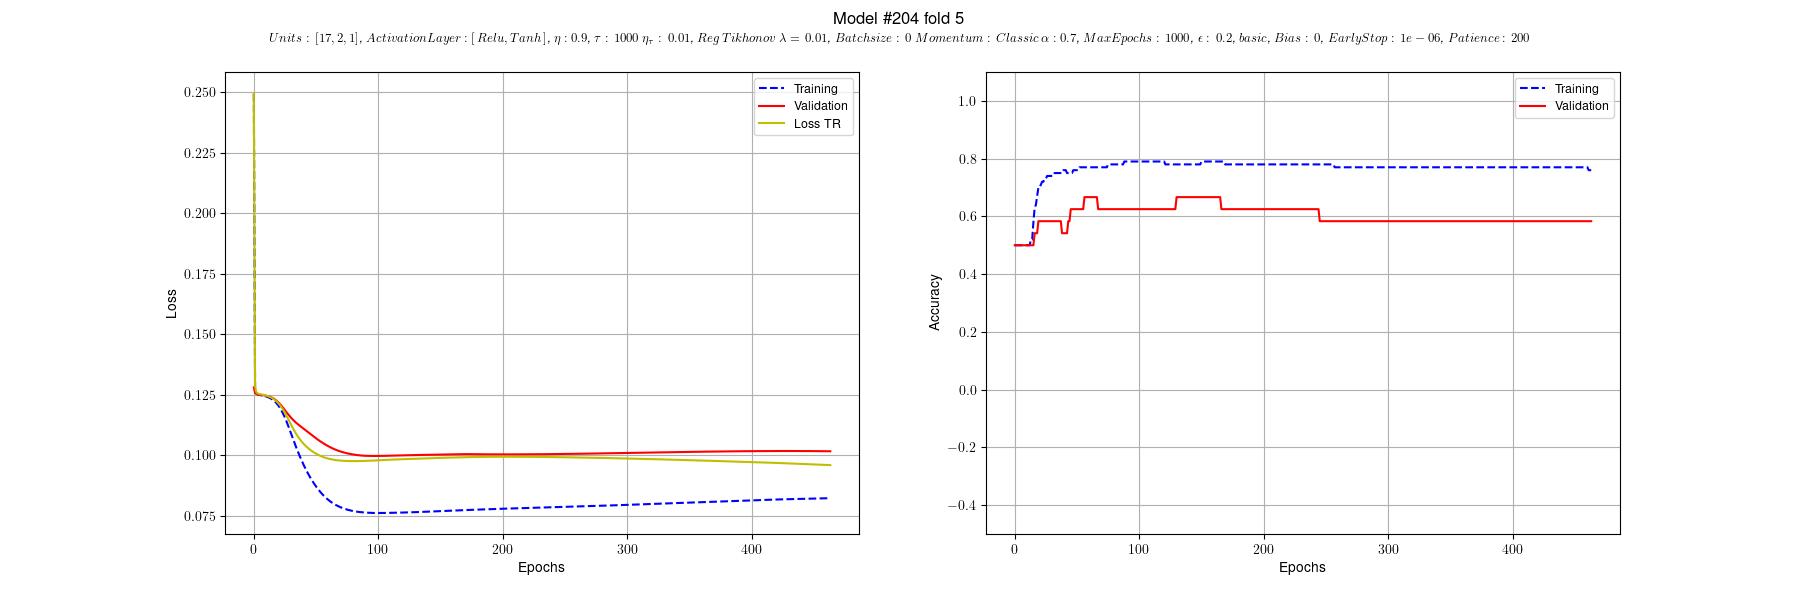 Model #204 fold 5
Units : [17, 2, 1], ActivationLayer : [ Relu, Tanh ], η : 0.9, τ : 1000 η_τ : 0.01, Reg Tikhonov λ = 0.01, Batchsize : 0 Momentum : Classic α : 0.7, MaxEpochs : 1000, ϵ : 0.2, basic, Bias : 0, EarlyStop : 1e − 06, Patience : 200
0.250
0.225
0.200
0.175
0.150
0.125
0.100
0.075
Loss
0 100 200 300 400
Epochs
Training
Validation
Loss TR
1.0
0.8
0.6
0.4
0.2
0.0
−0.2
−0.4
Accuracy
0 100 200 300 400
Epochs
Training
Validation